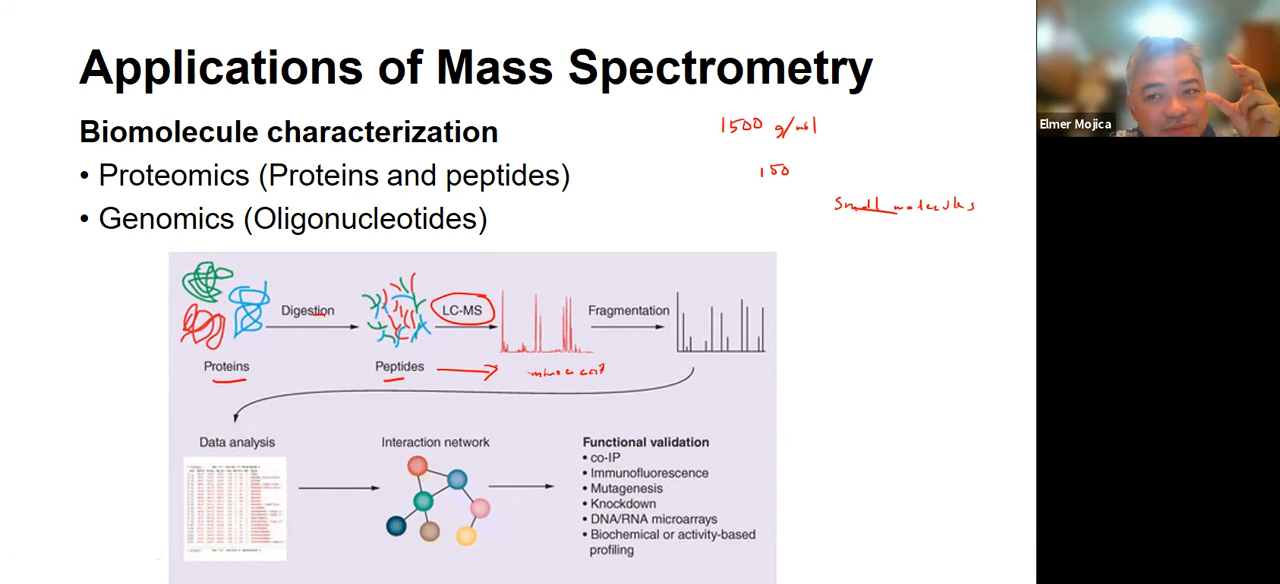 Applications of Mass Spectrometry
Elmer Mojica
Biomolecule characterization
1500 g/mol
• Proteomics (Proteins and peptides)
150
• Genomics (Oligonucleotides)
small molecules
Digestion
LC-MS
Fragmentation
Proteins
Peptides
Data analysis
Interaction network
Functional validation
• co-IP
• Immunofluorescence
• Mutagenesis
• Knockdown
• DNA/RNA microarrays
• Biochemical or activity-based
profiling